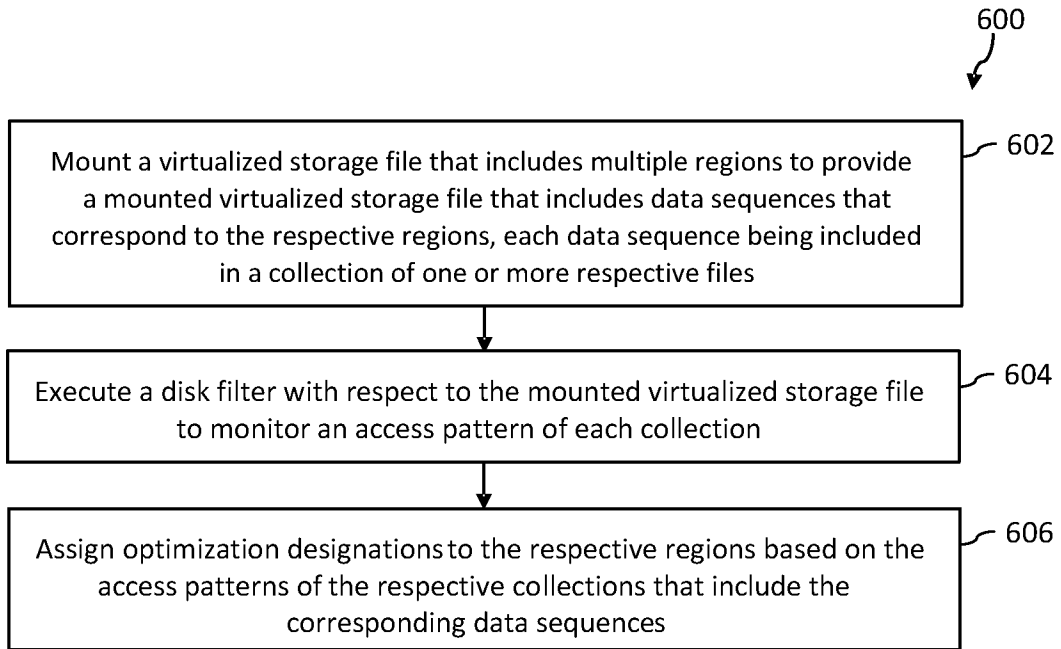 600
602
Mount a virtualized storage file that includes multiple regions to provide
a mounted virtualized storage file that includes data sequences that
correspond to the respective regions, each data sequence being included
in a collection of one or more respective files
604
Execute a disk filter with respect to the mounted virtualized storage file
to monitor an access pattern of each collection
606
Assign optimization designations to the respective regions based on the
access patterns of the respective collections that include the
corresponding data sequences